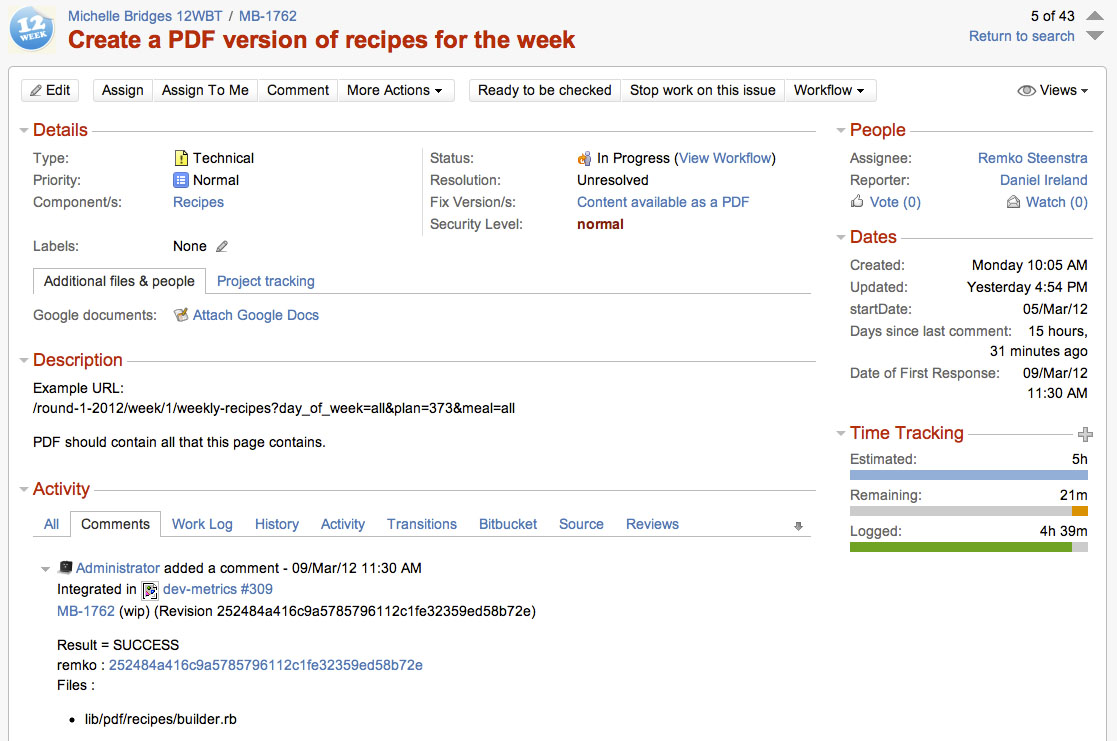 12 WEEK
Michelle Bridges 12WBT / MB-1762
Create a PDF version of recipes for the week
5 of 43
Return to search
Edit Assign Assign To Me Comment More Actions Ready to be checked Stop work on this issue Workflow Views
Details
Type: Technical
Priority: Normal
Component/s: Recipes
Labels: None
Status: In Progress (View Workflow)
Resolution: Unresolved
Fix Version/s: Content available as a PDF
Security Level: normal
Additional files & people Project tracking
Google documents: Attach Google Docs
Description
Example URL:
/round-1-2012/week/1/weekly-recipes?day_of_week=all&plan=373&meal=all
PDF should contain all that this page contains.
Activity
All Comments Work Log History Activity Transitions Bitbucket Source Reviews
Administrator added a comment - 09/Mar/12 11:30 AM
Integrated in dev-metrics #309
MB-1762 (wip) (Revision 252484a416c9a5785796112c1fe32359ed58b72e)
Result = SUCCESS
remko : 252484a416c9a5785796112c1fe32359ed58b72e
Files :
• lib/pdf/recipes/builder.rb
People
Assignee: Remko Steenstra
Reporter: Daniel Ireland
Vote (0) Watch (0)
Dates
Created: Monday 10:05 AM
Updated: Yesterday 4:54 PM
startDate: 05/Mar/12
Days since last comment: 15 hours,
31 minutes ago
Date of First Response: 09/Mar/12
11:30 AM
Time Tracking
Estimated: 5h
Remaining: 21m
Logged: 4h 39m